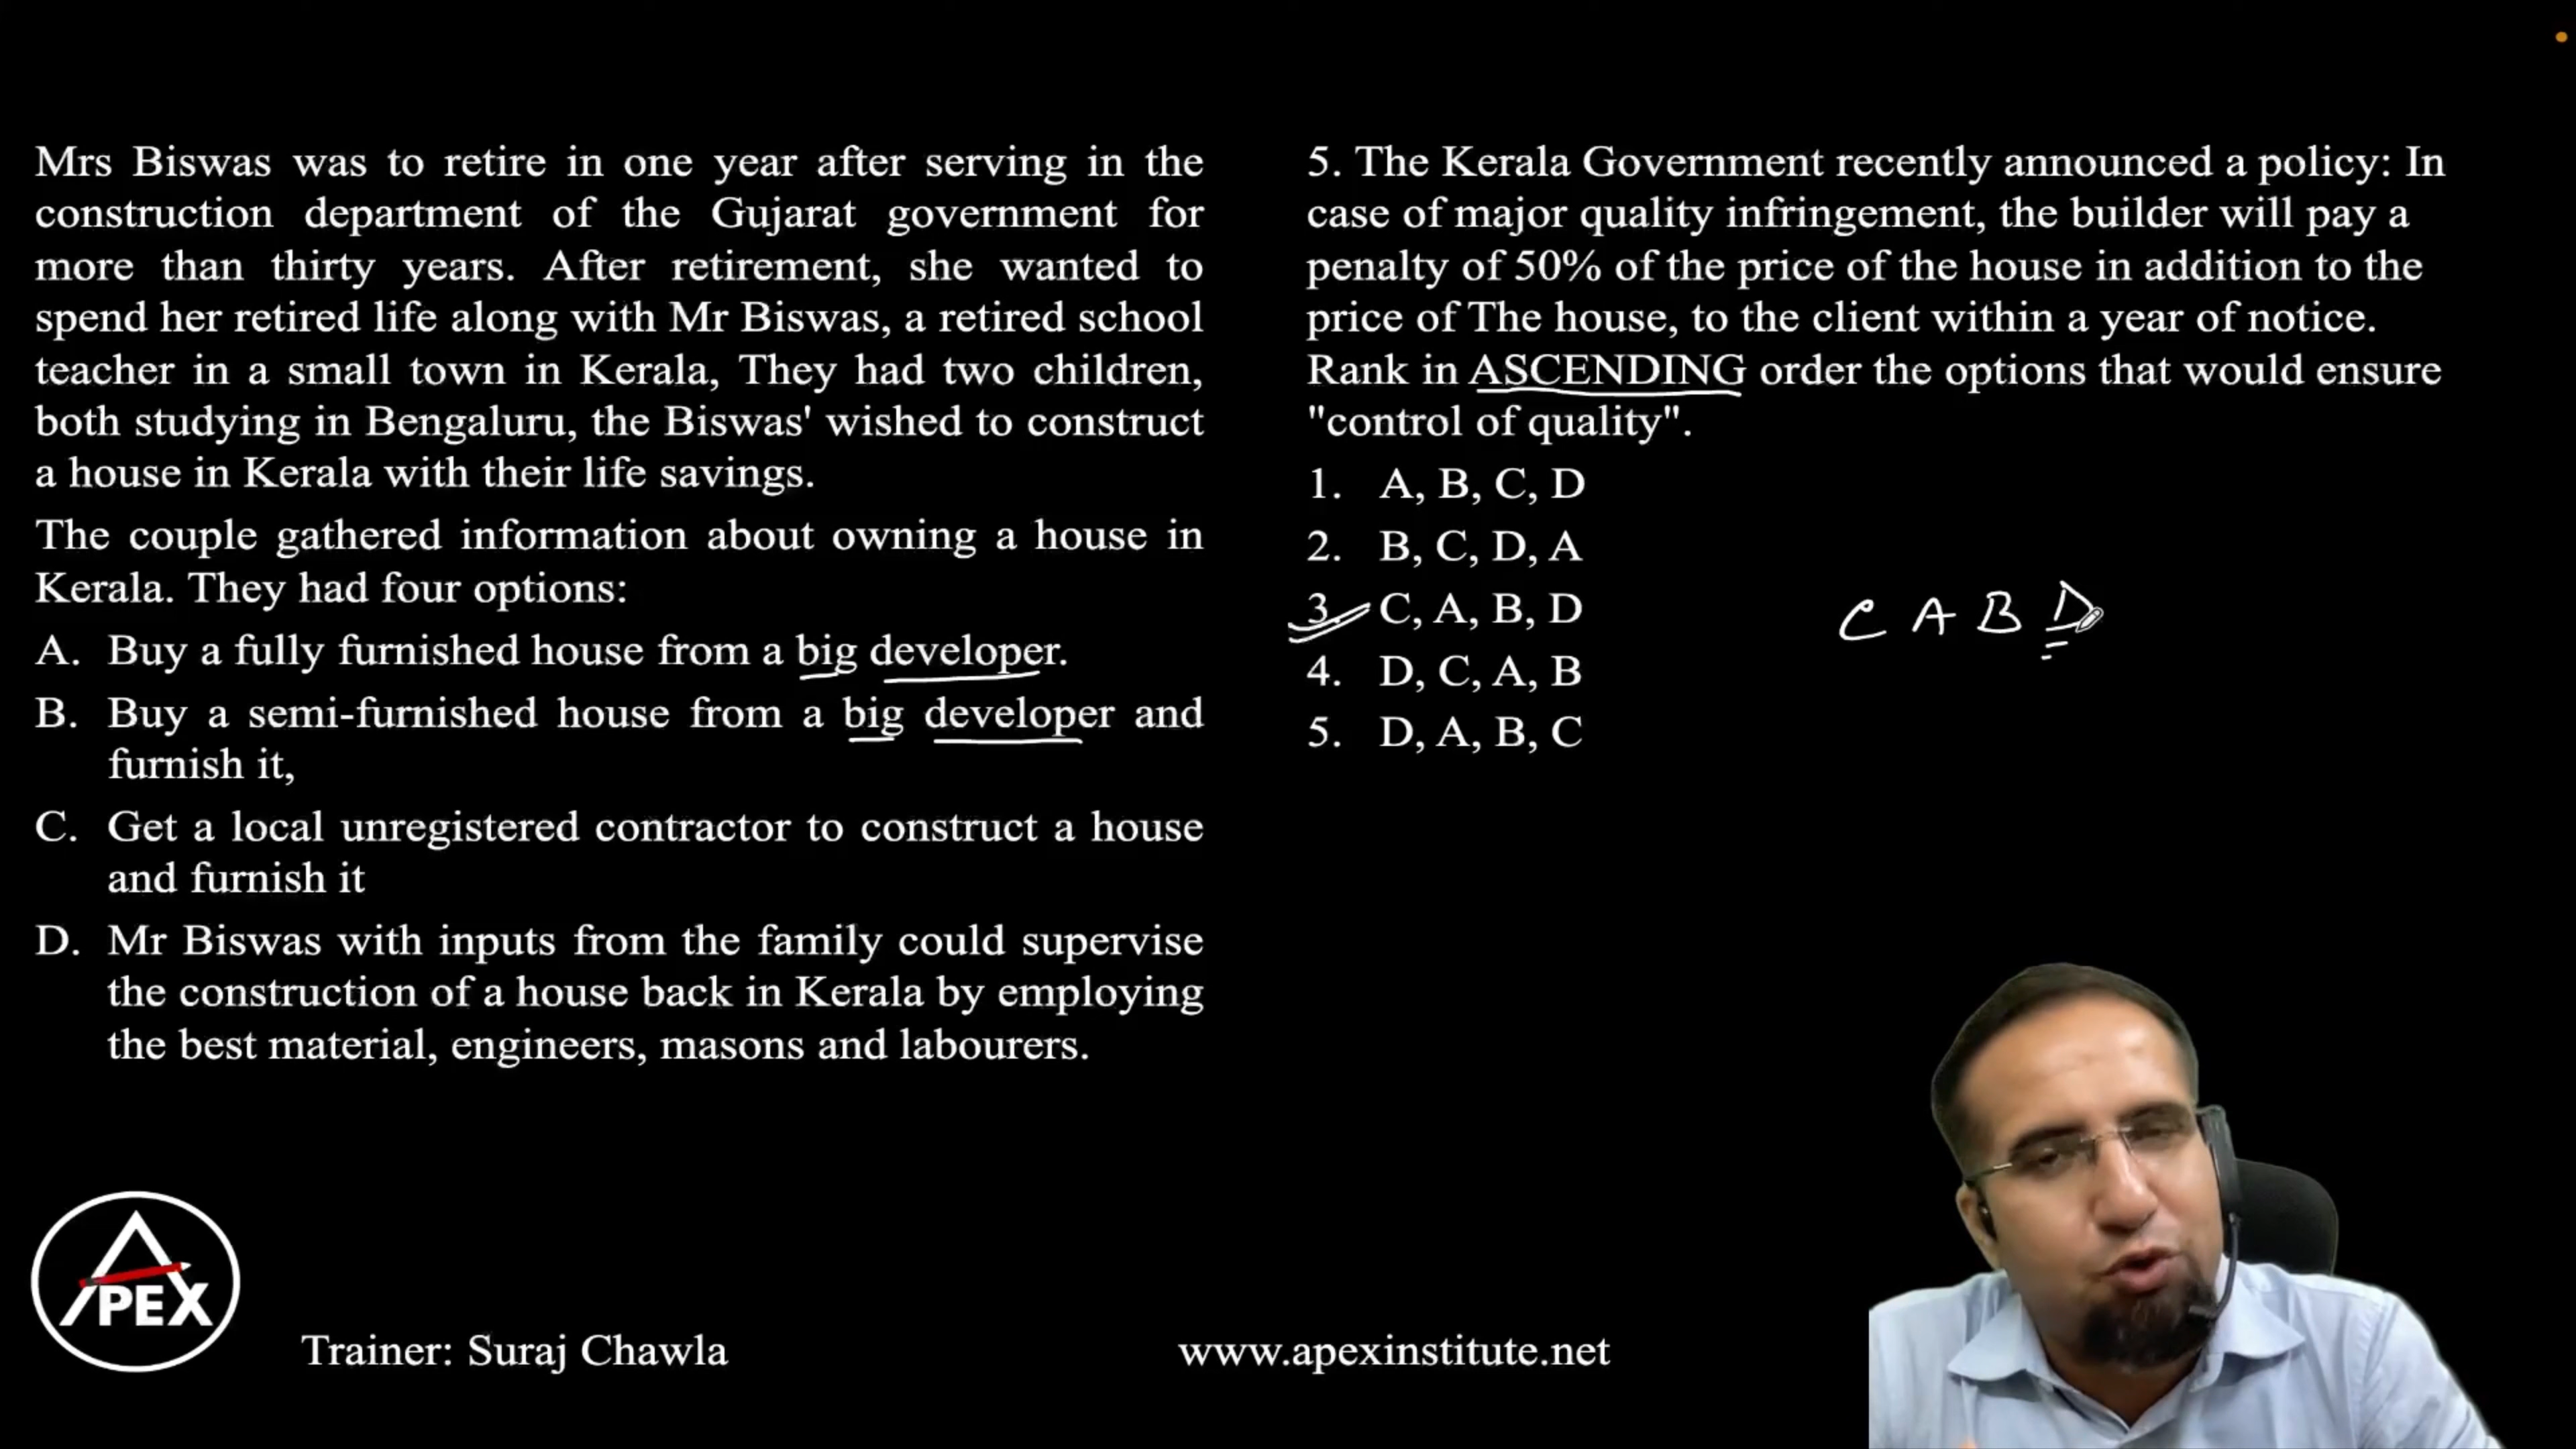 Mrs Biswas was to retire in one year after serving in the
construction department of the Gujarat government for
more than thirty years. After retirement, she wanted to
spend her retired life along with Mr Biswas, a retired school
teacher in a small town in Kerala, They had two children,
both studying in Bengaluru, the Biswas' wished to construct
a house in Kerala with their life savings.
The couple gathered information about owning a house in
Kerala. They had four options:
A. Buy a fully furnished house from a big developer.
B. Buy a semi-furnished house from a big developer and
furnish it,
C. Get a local unregistered contractor to construct a house
and furnish it
D. Mr Biswas with inputs from the family could supervise
the construction of a house back in Kerala by employing
the best material, engineers, masons and labourers.
5. The Kerala Government recently announced a policy: In
case of major quality infringement, the builder will pay a
penalty of 50% of the price of the house in addition to the
price of The house, to the client within a year of notice.
Rank in ASCENDING order the options that would ensure
"control of quality".
1. A, B, C, D
2. B, C, D, A
3. C, A, B, D
4. D, C, A, B
5. D, A, B, C
C A B D
APEX
Trainer: Suraj Chawla
www.apexinstitute.net